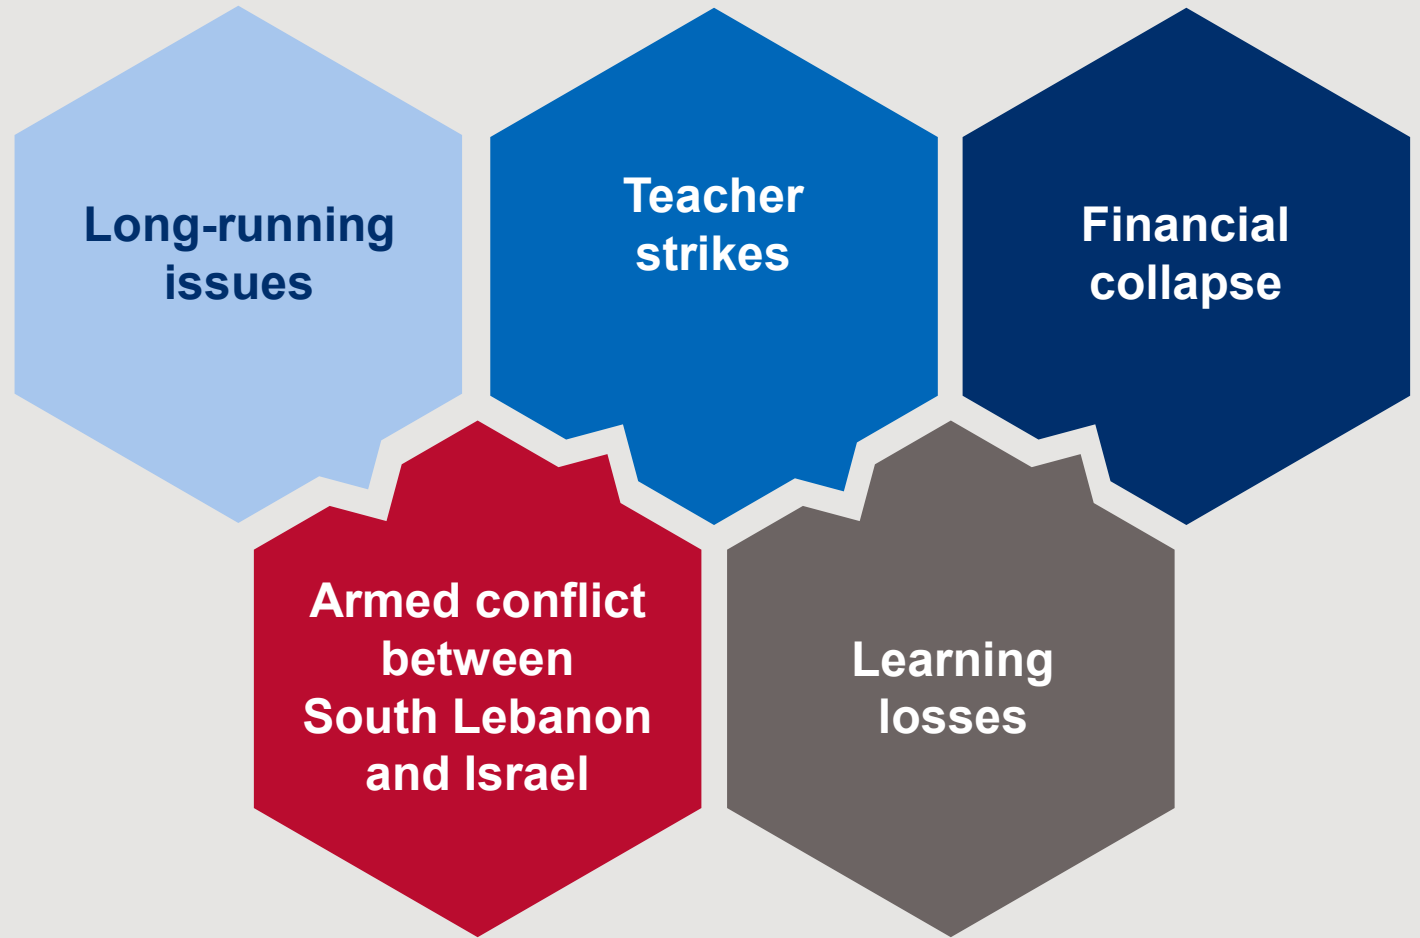 Long-running
issues
Teacher
strikes
Financial
collapse
Armed conflict
between
South Lebanon
and Israel
Learning
losses